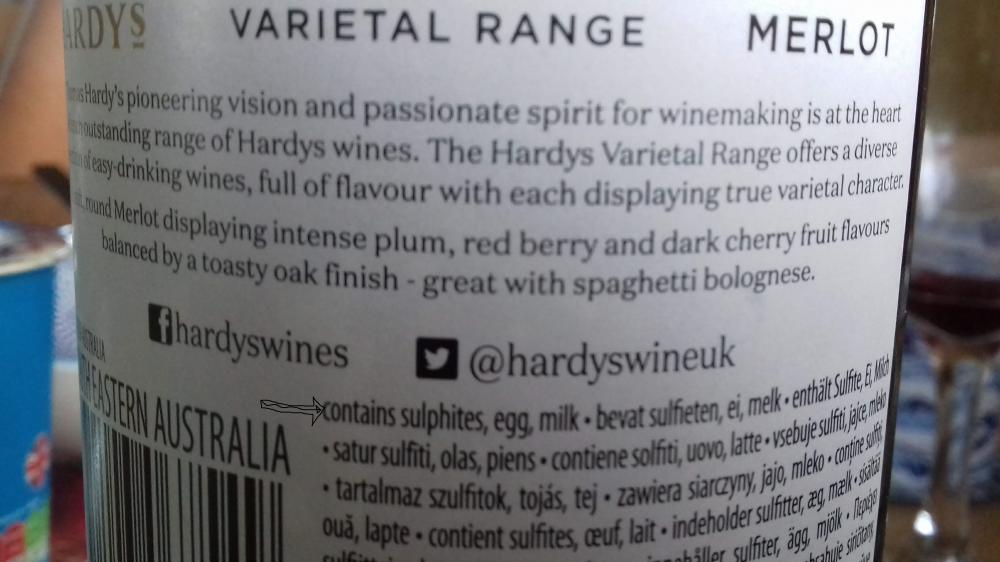 ARDYS VARIETAL RANGE MERLOT
Hardy's pioneering vision and passionate spirit for winemaking is at the heart
outstanding range of Hardys wines. The Hardys Varietal Range offers a diverse
of easy-drinking wines, full of flavour with each displaying true varietal character.
round Merlot displaying intense plum, red berry and dark cherry fruit flavours
balanced by a toasty oak finish - great with spaghetti bolognese.
f hardyswines @hardyswineuk
EASTERN AUSTRALIA
contains sulphites, egg, milk • bevat sulfieten, ei, melk • enthält Sulfite, Ei, Milch
• satur sulfiti, olas, piens • contiene solfiti, uovo, latte • vsebuje sulfiti, jajce, mleko
• tartalmaz szulfitok, tojás, tej • zawiera siarczyny, jajo, mleko • conţine sulfiţi,
ouă, lapte • contient sulfites, œuf, lait • indeholder sulfitter, æg, mælk •
sulfiter, ägg, mjölk •